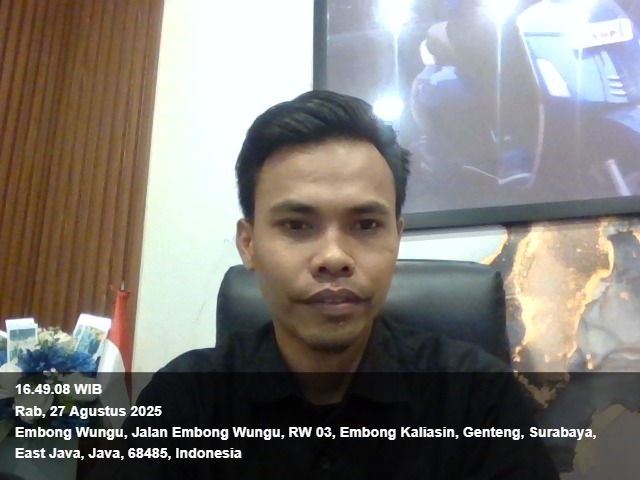 16.49.08 WIB
Rab, 27 Agustus 2025
Embong Wungu, Jalan Embong Wungu, RW 03, Embong Kaliasin, Genteng, Surabaya,
East Java, Java, 68485, Indonesia